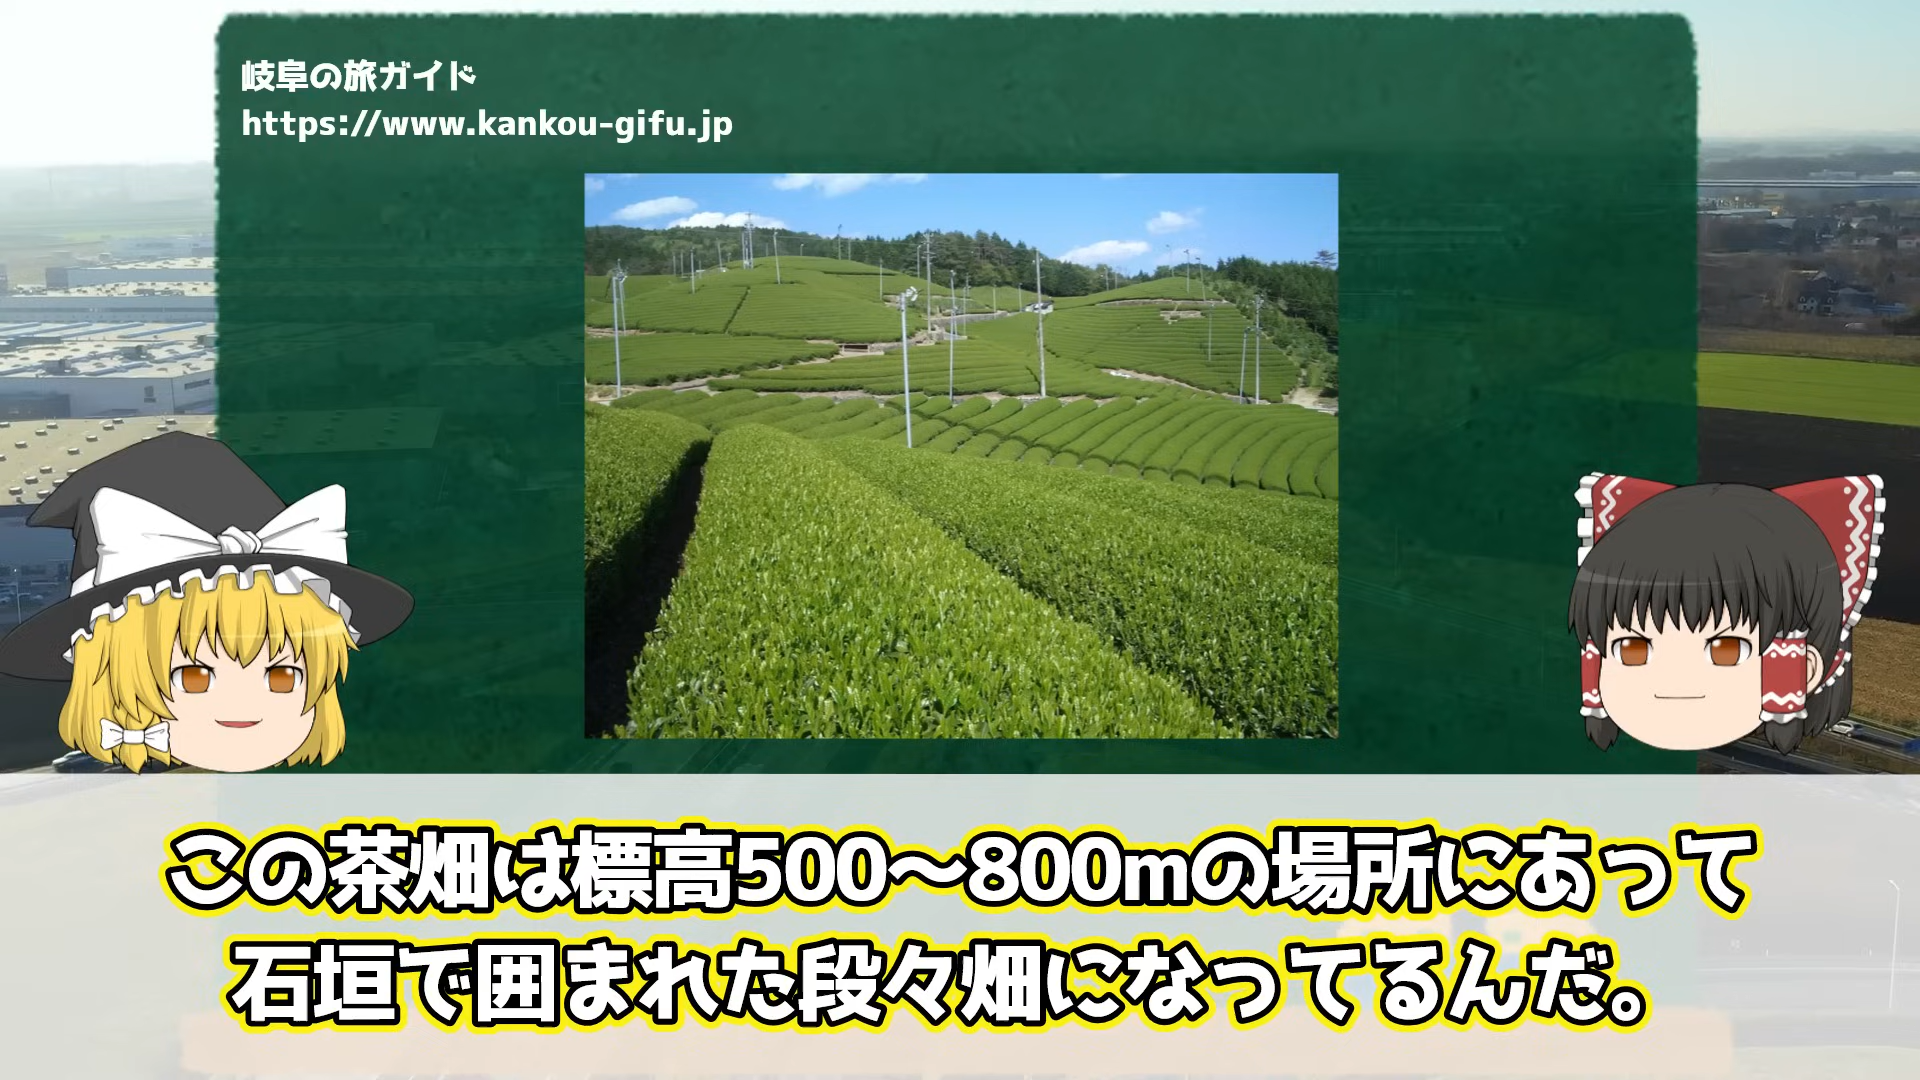 岐阜の旅ガイド
https://www.kankou-gifu.jp
この茶畑は標高500～800mの場所にあって
石垣で囲まれた段々畑になってるんだ。